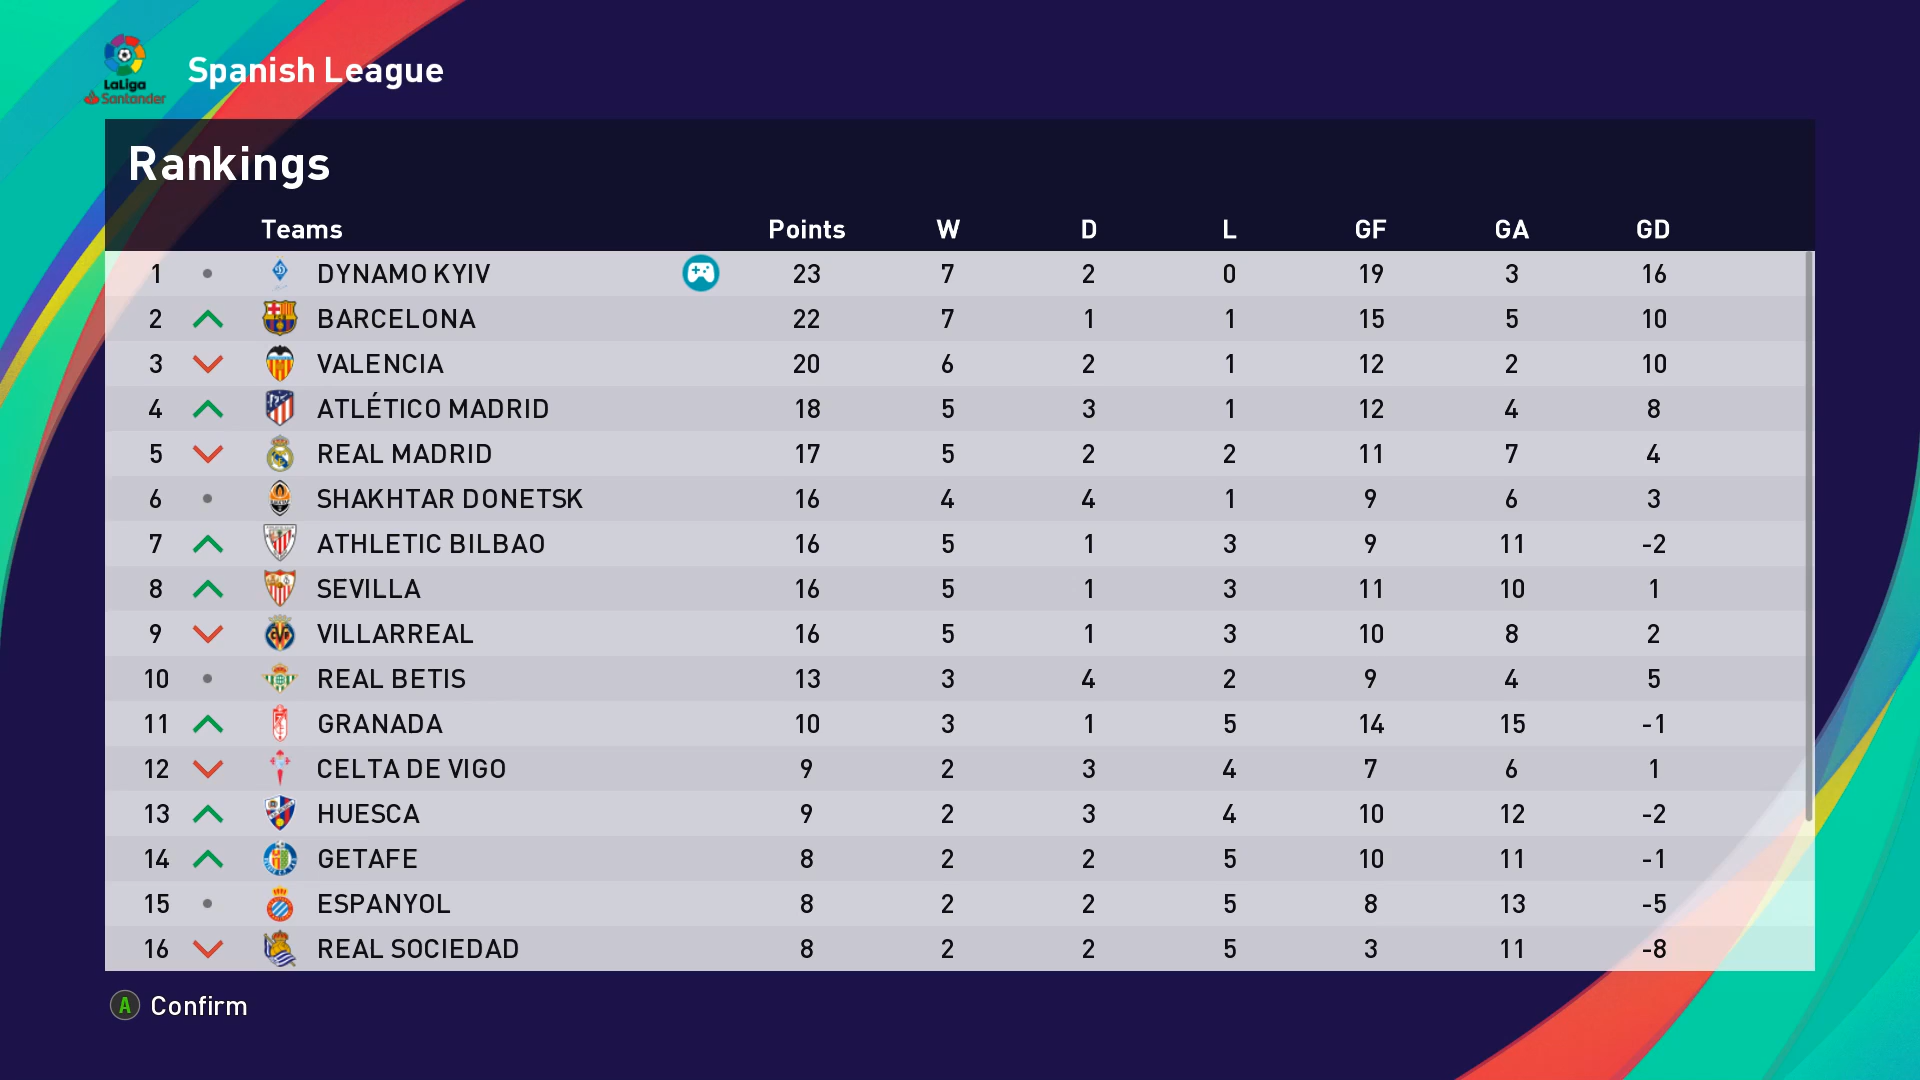 LaLiga
Santander
Spanish League
Rankings
Teams Points W D L GF GA GD
1 DYNAMO KYIV 23 7 2 0 19 3 16
2 BARCELONA 22 7 1 1 15 5 10
3 VALENCIA 20 6 2 1 12 2 10
4 ATLÉTICO MADRID 18 5 3 1 12 4 8
5 REAL MADRID 17 5 2 2 11 7 4
6 SHAKHTAR DONETSK 16 4 4 1 9 6 3
7 ATHLETIC BILBAO 16 5 1 3 9 11 -2
8 SEVILLA 16 5 1 3 11 10 1
9 VILLARREAL 16 5 1 3 10 8 2
10 REAL BETIS 13 3 4 2 9 4 5
11 GRANADA 10 3 1 5 14 15 -1
12 CELTA DE VIGO 9 2 3 4 7 6 1
13 HUESCA 9 2 3 4 10 12 -2
14 GETAFE 8 2 2 5 10 11 -1
15 ESPANYOL 8 2 2 5 8 13 -5
16 REAL SOCIEDAD 8 2 2 5 3 11 -8
A Confirm